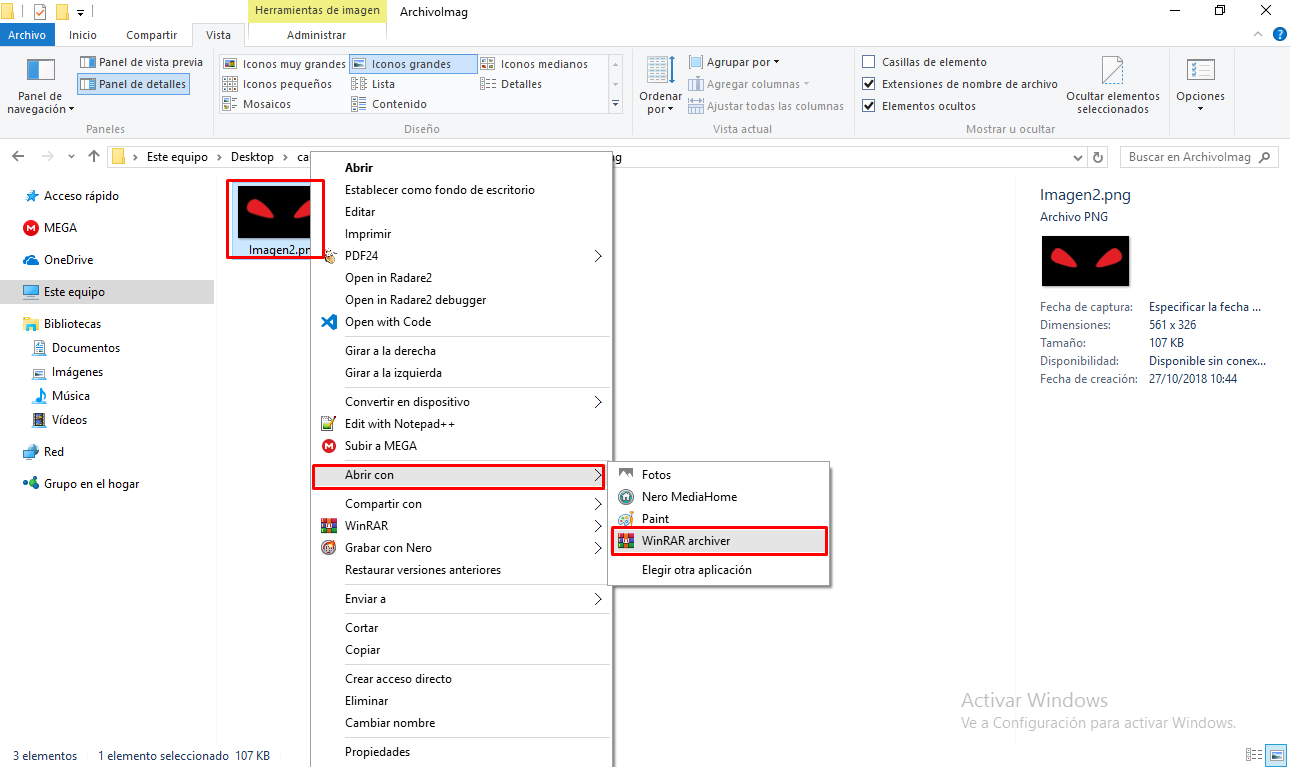 Herramientas de imagen
ArchivoImag
Archivo
Inicio
Compartir
Vista
Administrar
Panel de navegación
Panel de vista previa
Panel de detalles
Paneles
Iconos muy grandes
Iconos grandes
Iconos medianos
Iconos pequeños
Lista
Detalles
Mosaicos
Contenido
Diseño
Ordenar por
Agrupar por
Agregar columnas
Ajustar todas las columnas
Vista actual
Casillas de elemento
Extensiones de nombre de archivo
Elementos ocultos
Ocultar elementos seleccionados
Mostrar u ocultar
Opciones
Este equipo
Desktop
ca
ng
Buscar en ArchivoImag
Acceso rápido
MEGA
OneDrive
Este equipo
Bibliotecas
Documentos
Imágenes
Música
Vídeos
Red
Grupo en el hogar
Imagen2.pn
Abrir
Establecer como fondo de escritorio
Editar
Imprimir
PDF24
Open in Radare2
Open in Radare2 debugger
Open with Code
Girar a la derecha
Girar a la izquierda
Convertir en dispositivo
Edit with Notepad++
Subir a MEGA
Abrir con
Compartir con
WinRAR
Grabar con Nero
Restaurar versiones anteriores
Enviar a
Cortar
Copiar
Crear acceso directo
Eliminar
Cambiar nombre
Propiedades
Fotos
Nero MediaHome
Paint
WinRAR archiver
Elegir otra aplicación
Imagen2.png
Archivo PNG
Fecha de captura: Especificar la fecha ...
Dimensiones: 561 x 326
Tamaño: 107 KB
Disponibilidad: Disponible sin conex...
Fecha de creación: 27/10/2018 10:44
Activar Windows
Ve a Configuración para activar Windows.
3 elementos
1 elemento seleccionado 107 KB